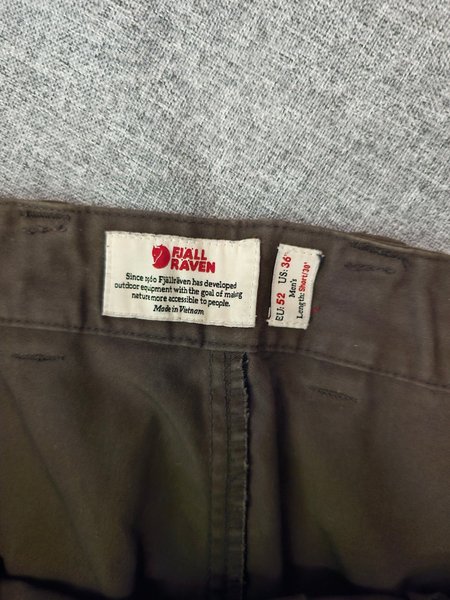 FJÄLL
RÄVEN
Since 1960 Fjällräven has developed
outdoor equipment with the goal of making
nature more accessible to people.
Made in Vietnam
EU: 52 US: 36"
Men's
Length: Short/30"